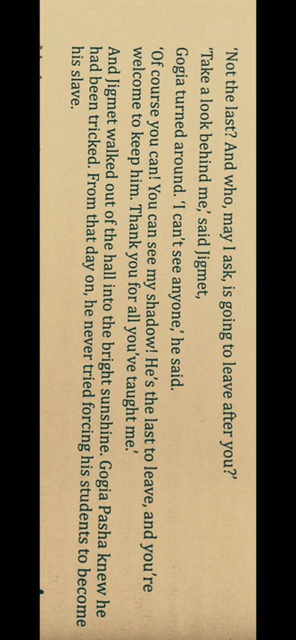 'Not the last? And who, may I ask, is going to leave after you?'
'Take a look behind me,' said Jigmet,
Gogia turned around. 'I can't see anyone,' he said.
'Of course you can! You can see my shadow! He's the last to leave, and you're
welcome to keep him. Thank you for all you've taught me.'
And Jigmet walked out of the hall into the bright sunshine. Gogia Pasha knew he
had been tricked. From that day on, he never tried forcing his students to become
his slave.